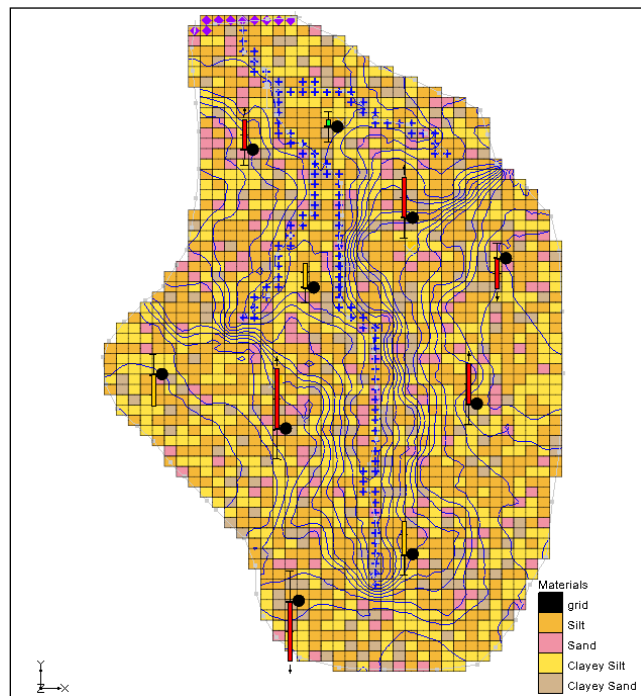 Materials
grid
Silt
Sand
Clayey Silt
Clayey Sand
Y
Z
X